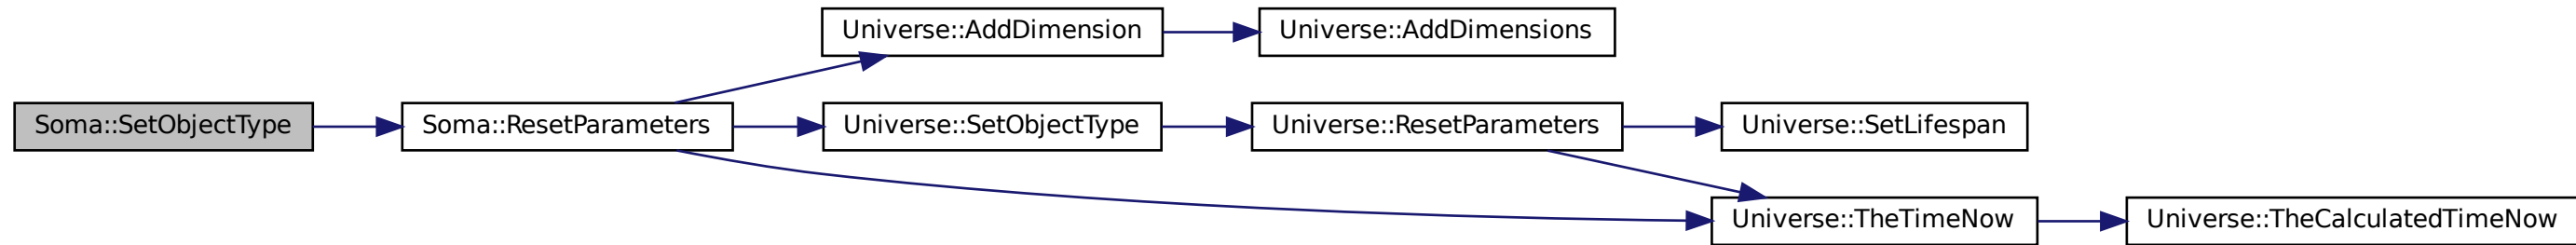 Universe::AddDimension
Universe::AddDimensions
Soma::SetObjectType
Soma::ResetParameters
Universe::SetObjectType
Universe::ResetParameters
Universe::SetLifespan
Universe::TheTimeNow
Universe::TheCalculatedTimeNow